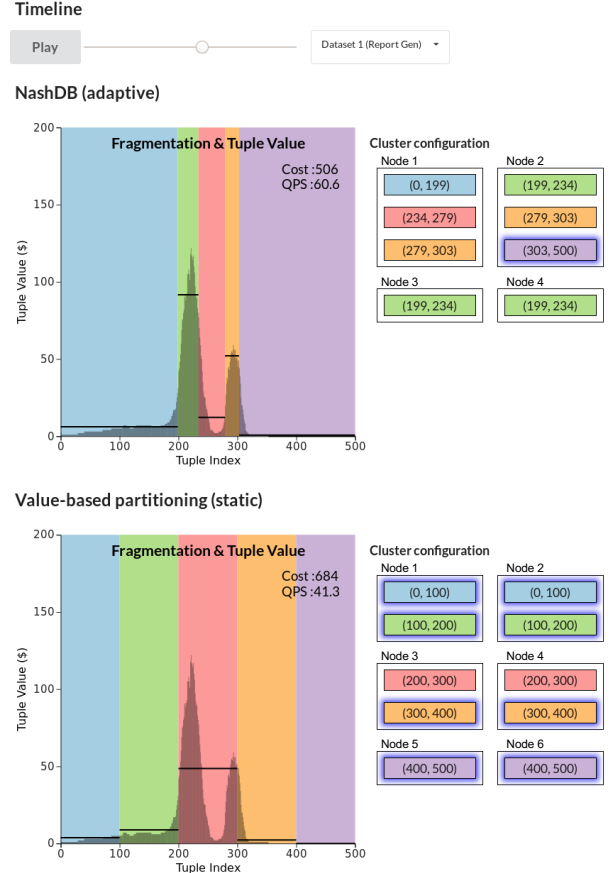 Timeline
Play
Dataset 1 (Report Gen)
NashDB (adaptive)
Fragmentation & Tuple Value
Cost :506
QPS :60.6
Tuple Value ($)
200
150
100
50
0
0 100 200 300 400 500
Tuple Index
Cluster configuration
Node 1
(0, 199)
(234, 279)
(279, 303)
Node 2
(199, 234)
(279, 303)
(303, 500)
Node 3
(199, 234)
Node 4
(199, 234)
Value-based partitioning (static)
Fragmentation & Tuple Value
Cost :684
QPS :41.3
Tuple Value ($)
200
150
100
50
0
0 100 200 300 400 500
Tuple Index
Cluster configuration
Node 1
(0, 100)
(100, 200)
Node 2
(0, 100)
(100, 200)
Node 3
(200, 300)
(300, 400)
Node 4
(200, 300)
(300, 400)
Node 5
(400, 500)
Node 6
(400, 500)